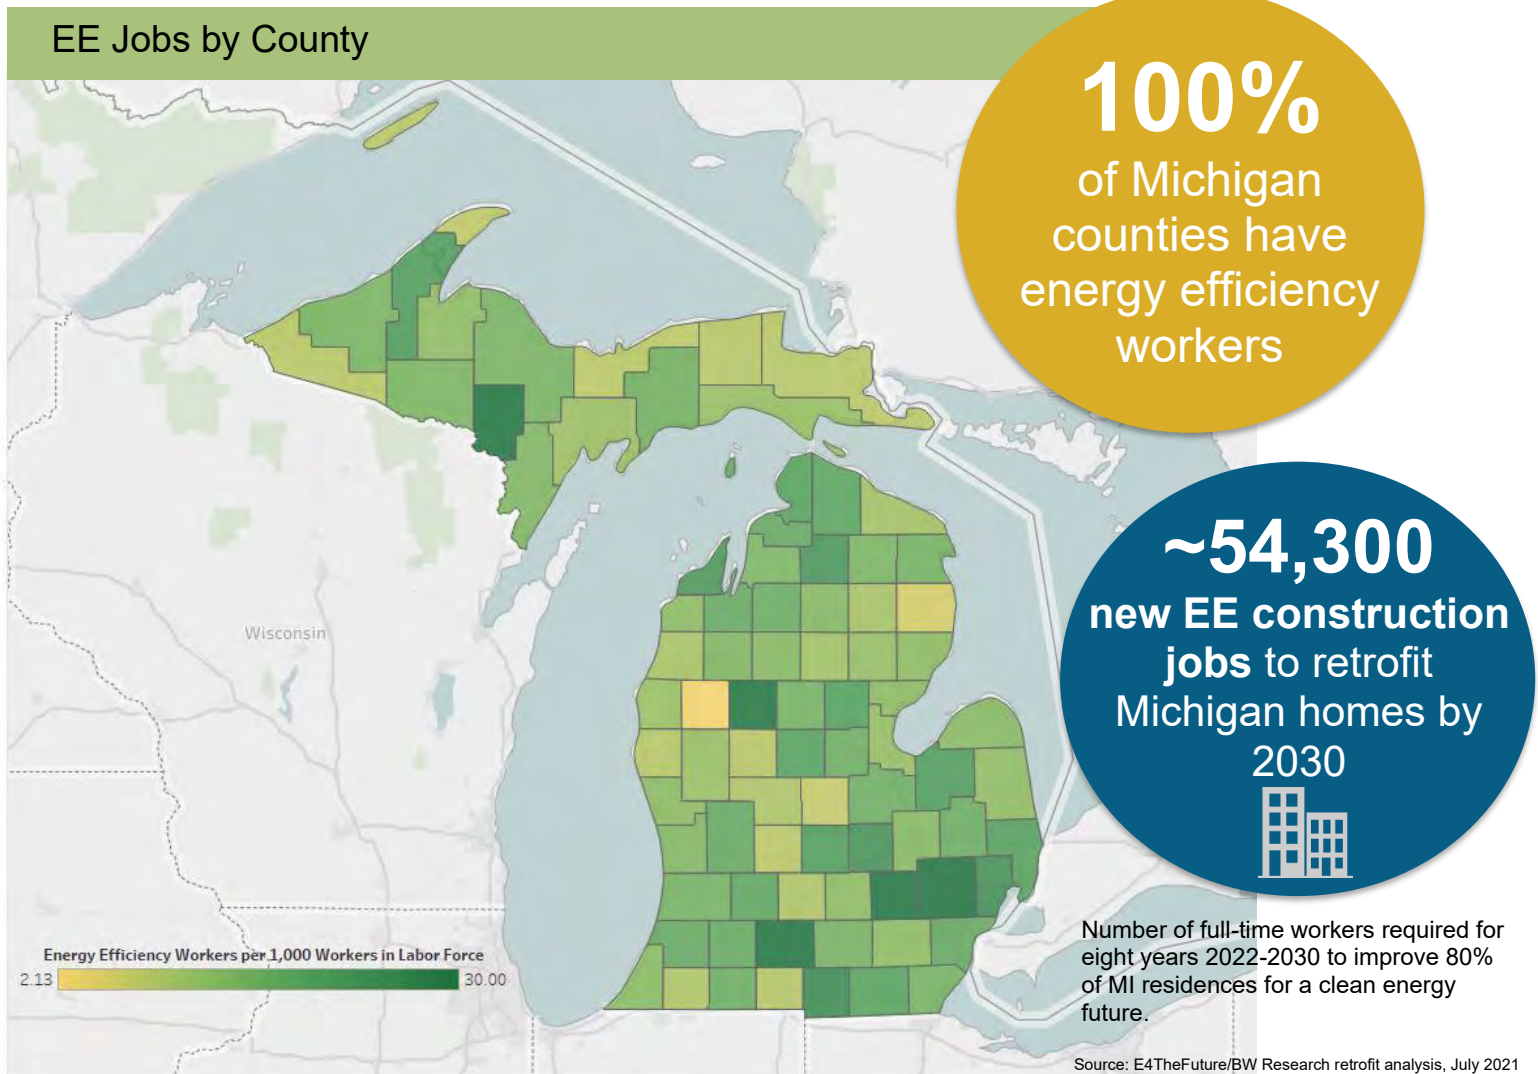 EE Jobs by County
100%
of Michigan
counties have
energy efficiency
workers
~54,300
new EE construction
jobs to retrofit
Michigan homes by
2030
Wisconsin
Energy Efficiency Workers per 1,000 Workers in Labor Force
2.13 30.00
Number of full-time workers required for
eight years 2022-2030 to improve 80%
of MI residences for a clean energy
future.
Source: E4TheFuture/BW Research retrofit analysis, July 2021